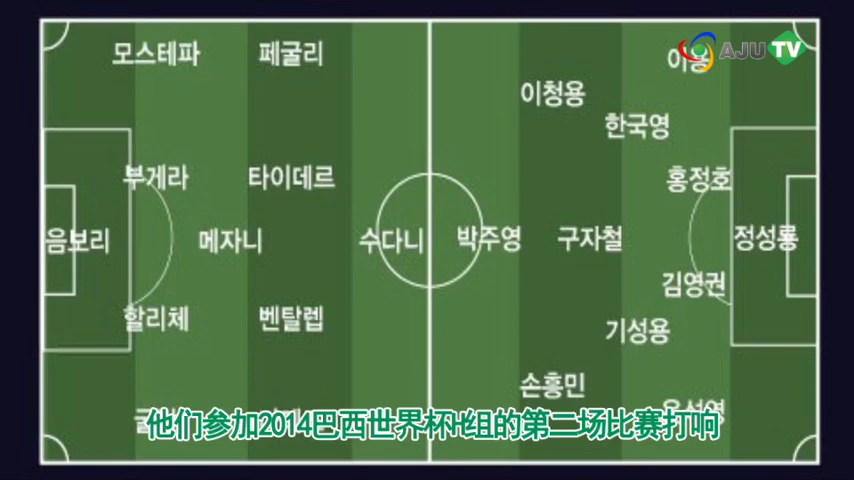 AJU TV
모스테파
페굴리
이청용
한국영
부게라
타이데르
홍정호
음보리
메자니
수다니
박주영
구자철
정성룡
김영권
할리체
벤탈렙
기성용
손흥민
他们参加2014巴西世界杯H组的第二场比赛打响